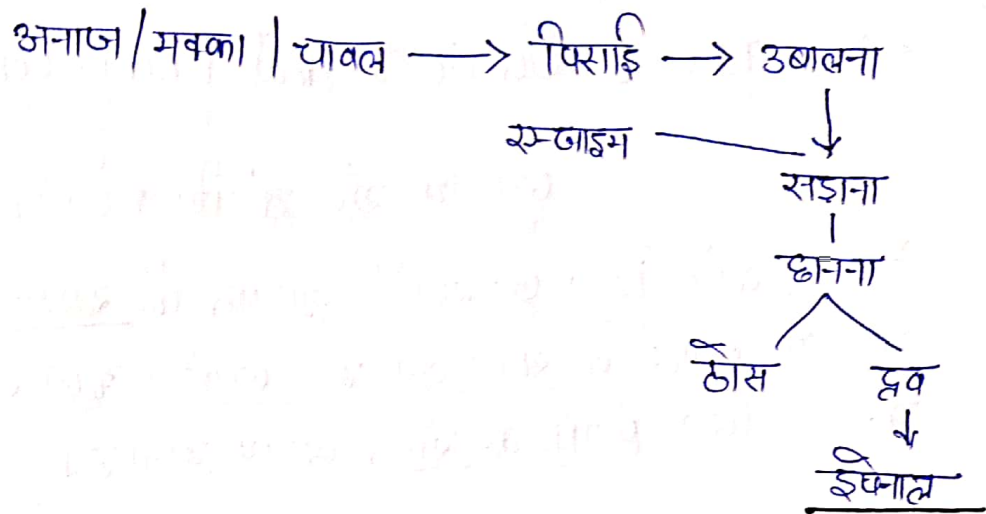 अनाज / मक्का / चावल → पिसाई → उबालना
एन्जाइम
सड़ाना
छानना
ठोस द्रव
इथेनाल